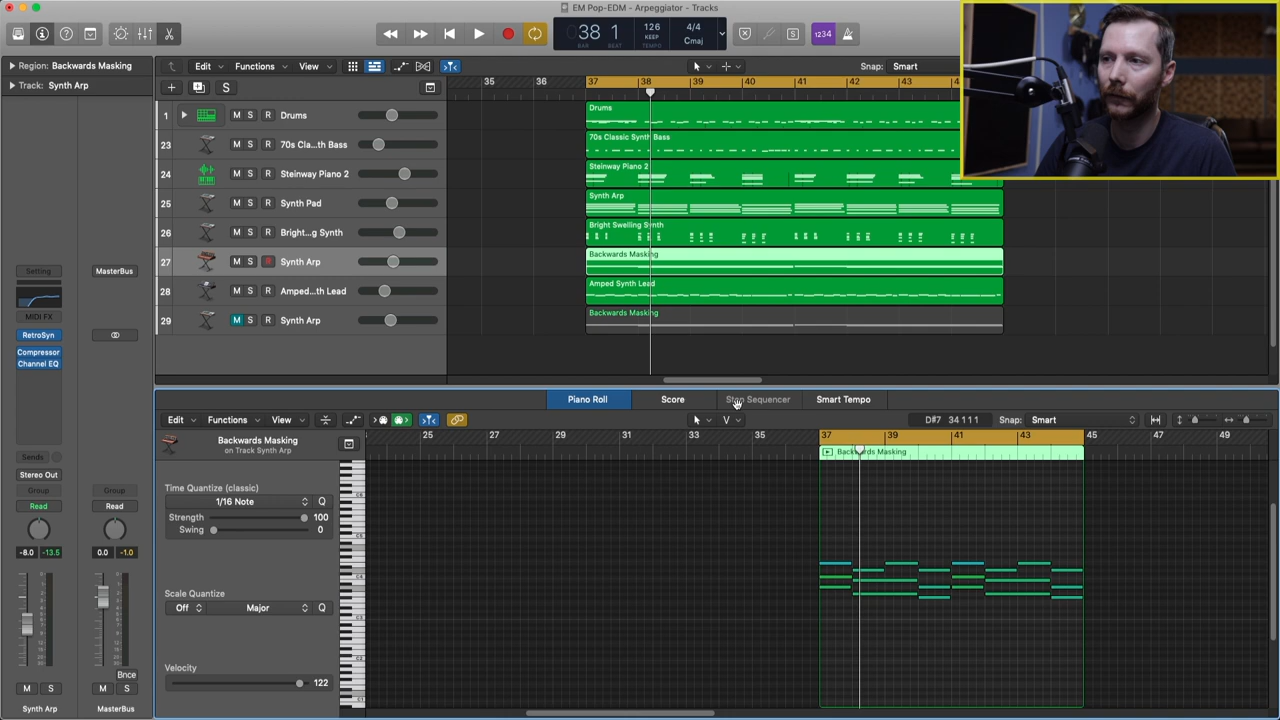 EM Pop-EDM - Arpeggiator - Tracks
38 1
BAR BEAT
126
KEEP
TEMPO
4/4
Cmaj
1234
Region: Backwards Masking
Track: Synth Arp
Edit Functions View Snap: Smart
35 36 37 38 39 40 41 42 43 44
1 M S R Drums
23 M S R 70s Cla...th Bass
24 M S R Steinway Piano 2
25 M S R Synth Pad
26 M S R Bright...g Synth
27 M S R Synth Arp
28 M S R Amped...th Lead
29 M S R Synth Arp
Drums
70s Classic Synth Bass
Steinway Piano 2
Synth Arp
Bright Swelling Synth
Backwards Masking
Amped Synth Lead
Backwards Masking
Setting MasterBus
MIDI FX
RetroSyn
Compressor
Channel EQ
Sends
Stereo Out
Group Group
Read Read
-8.0 -13.5 0.0 -1.0
Bnce
M S M S
Synth Arp MasterBus
Piano Roll Score Step Sequencer Smart Tempo
Edit Functions View D#7 34 1 1 1 Snap: Smart
Backwards Masking
on Track Synth Arp
25 27 29 31 33 35 37 39 41 43 45 47 49
Backwards Masking
Time Quantize (classic)
1/16 Note Q
Strength 100
Swing 0
Scale Quantize
Off Major Q
Velocity
122
C6
C5
C4
C3
C2
C1